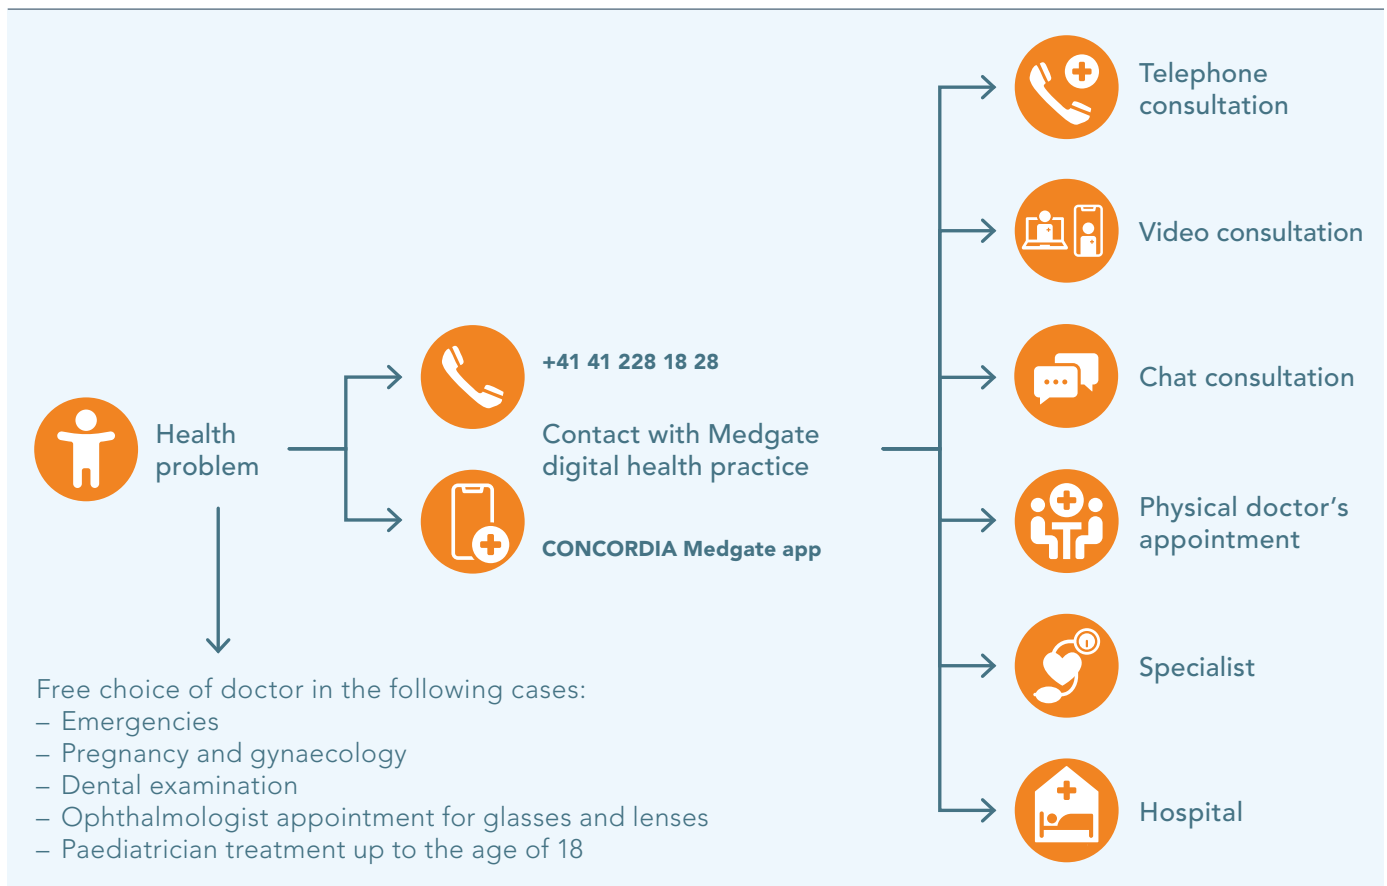 Telephone
consultation
Video consultation
+41 41 228 18 28
Chat consultation
Health
problem
Contact with Medgate
digital health practice
Physical doctor's
appointment
CONCORDIA Medgate app
Specialist
Free choice of doctor in the following cases:
– Emergencies
– Pregnancy and gynaecology
– Dental examination
– Ophthalmologist appointment for glasses and lenses
– Paediatrician treatment up to the age of 18
Hospital